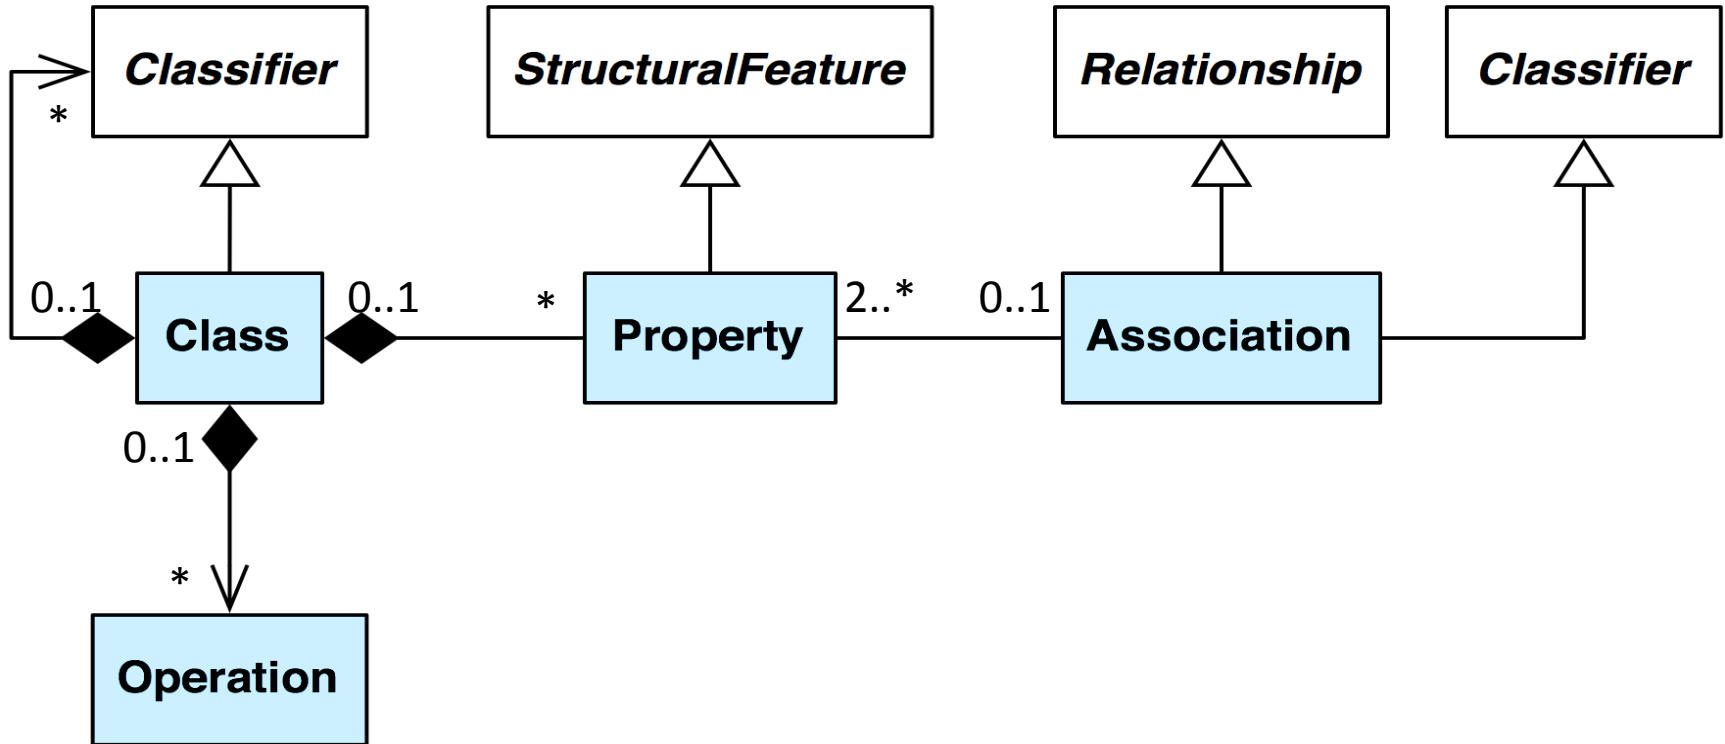 Classifier
StructuralFeature
Relationship
Classifier
*
0..1
Class
0..1
*
Property
2..*
0..1
Association
0..1
*
Operation